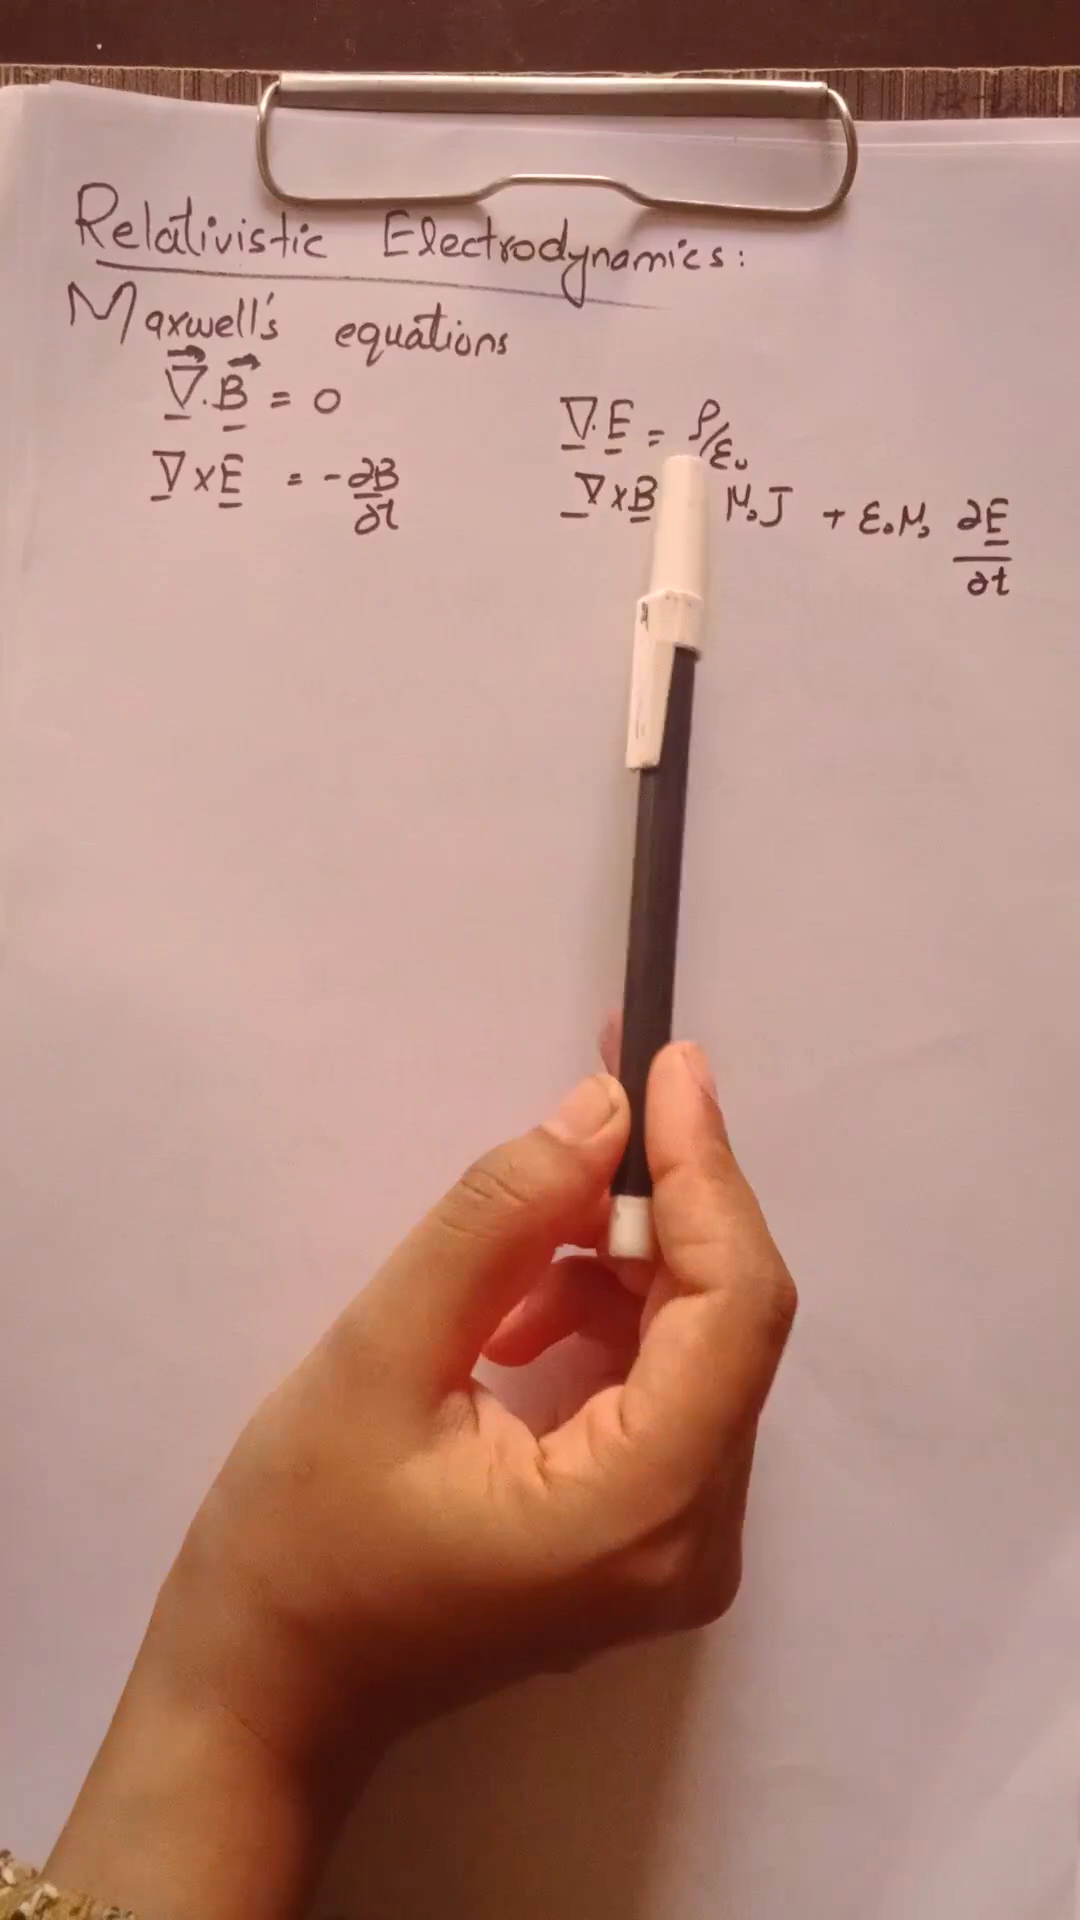 Relativistic Electrodynamics:
Maxwell's equations
∇⃗.B⃗ = 0
∇×E = -∂B/∂t
∇.E = ρ/ε₀
∇×B μ₀J + ε₀μ₀ ∂E/∂t